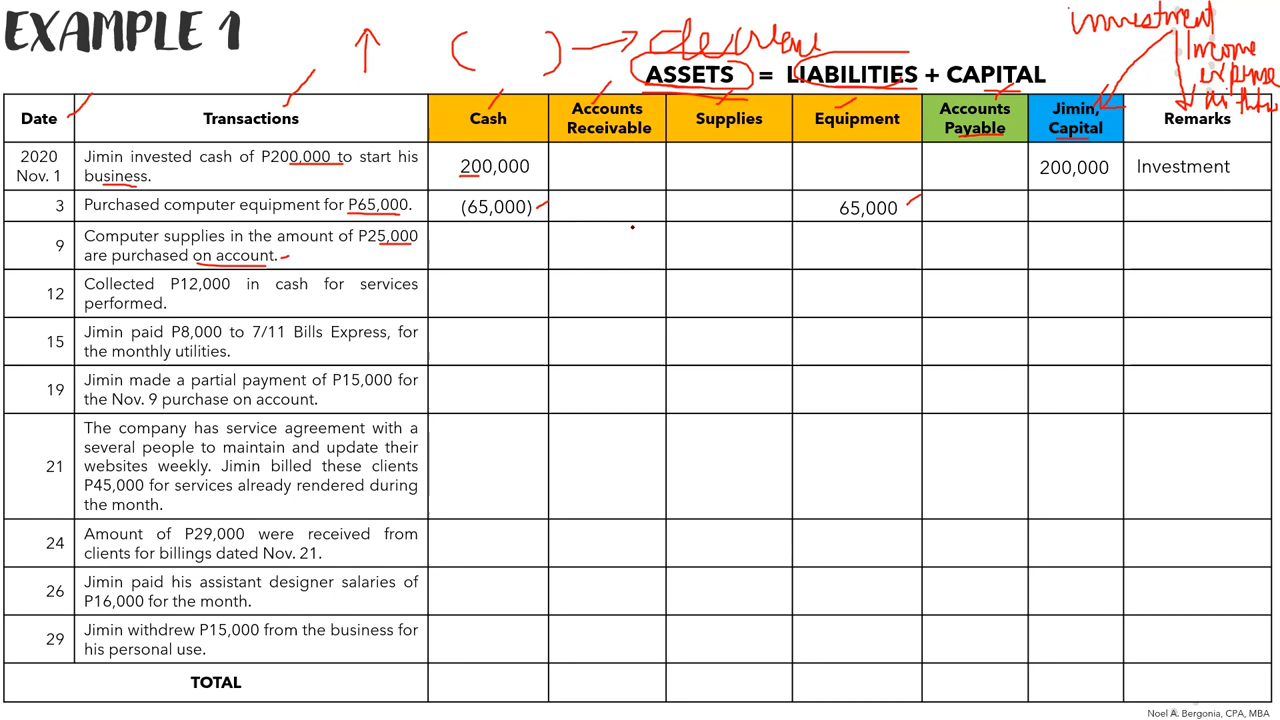 EXAMPLE 1
( ) decrease
investment
Income
expense
ASSETS = LIABILITIES + CAPITAL
Date Transactions Cash Accounts Receivable Supplies Equipment Accounts Payable Jimin, Capital Remarks
2020
Nov. 1
Jimin invested cash of P200,000 to start his
business.
200,000 200,000 Investment
3 Purchased computer equipment for P65,000. (65,000) 65,000
9
Computer supplies in the amount of P25,000
are purchased on account.
12
Collected P12,000 in cash for services
performed.
15
Jimin paid P8,000 to 7/11 Bills Express, for
the monthly utilities.
19
Jimin made a partial payment of P15,000 for
the Nov. 9 purchase on account.
21
The company has service agreement with a
several people to maintain and update their
websites weekly. Jimin billed these clients
P45,000 for services already rendered during
the month.
24
Amount of P29,000 were received from
clients for billings dated Nov. 21.
26
Jimin paid his assistant designer salaries of
P16,000 for the month.
29
Jimin withdrew P15,000 from the business for
his personal use.
TOTAL
Noel A. Bergonia, CPA, MBA